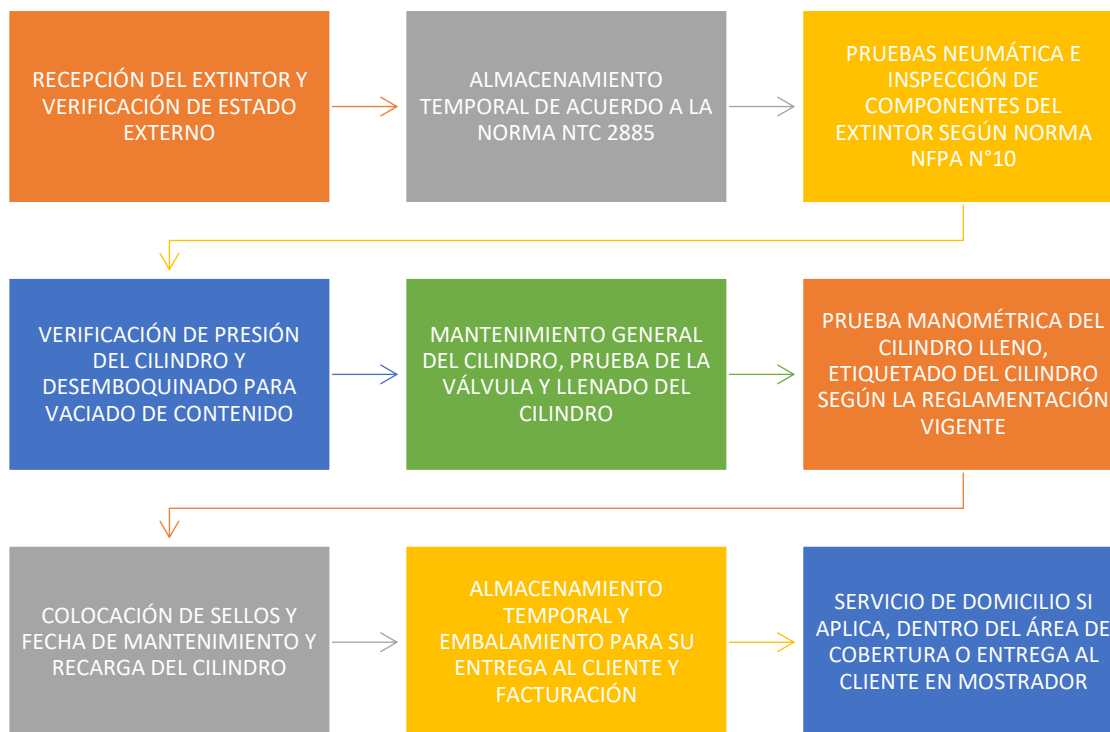 RECEPCIÓN DEL EXTINTOR Y
VERIFICACIÓN DE ESTADO
EXTERNO
ALMACENAMIENTO
TEMPORAL DE ACUERDO A LA
NORMA NTC 2885
PRUEBAS NEUMÁTICA E
INSPECCIÓN DE
COMPONENTES DEL
EXTINTOR SEGÚN NORMA
NFPA N°10
VERIFICACIÓN DE PRESIÓN
DEL CILINDRO Y
DESEMBOQUINADO PARA
VACIADO DE CONTENIDO
MANTENIMIENTO GENERAL
DEL CILINDRO, PRUEBA DE LA
VÁLVULA Y LLENADO DEL
CILINDRO
PRUEBA MANOMÉTRICA DEL
CILINDRO LLENO,
ETIQUETADO DEL CILINDRO
SEGÚN LA REGLAMENTACIÓN
VIGENTE
COLOCACIÓN DE SELLOS Y
FECHA DE MANTENIMIENTO Y
RECARGA DEL CILINDRO
ALMACENAMIENTO
TEMPORAL Y
EMBALAMIENTO PARA SU
ENTREGA AL CLIENTE Y
FACTURACIÓN
SERVICIO DE DOMICILIO SI
APLICA, DENTRO DEL ÁREA DE
COBERTURA O ENTREGA AL
CLIENTE EN MOSTRADOR